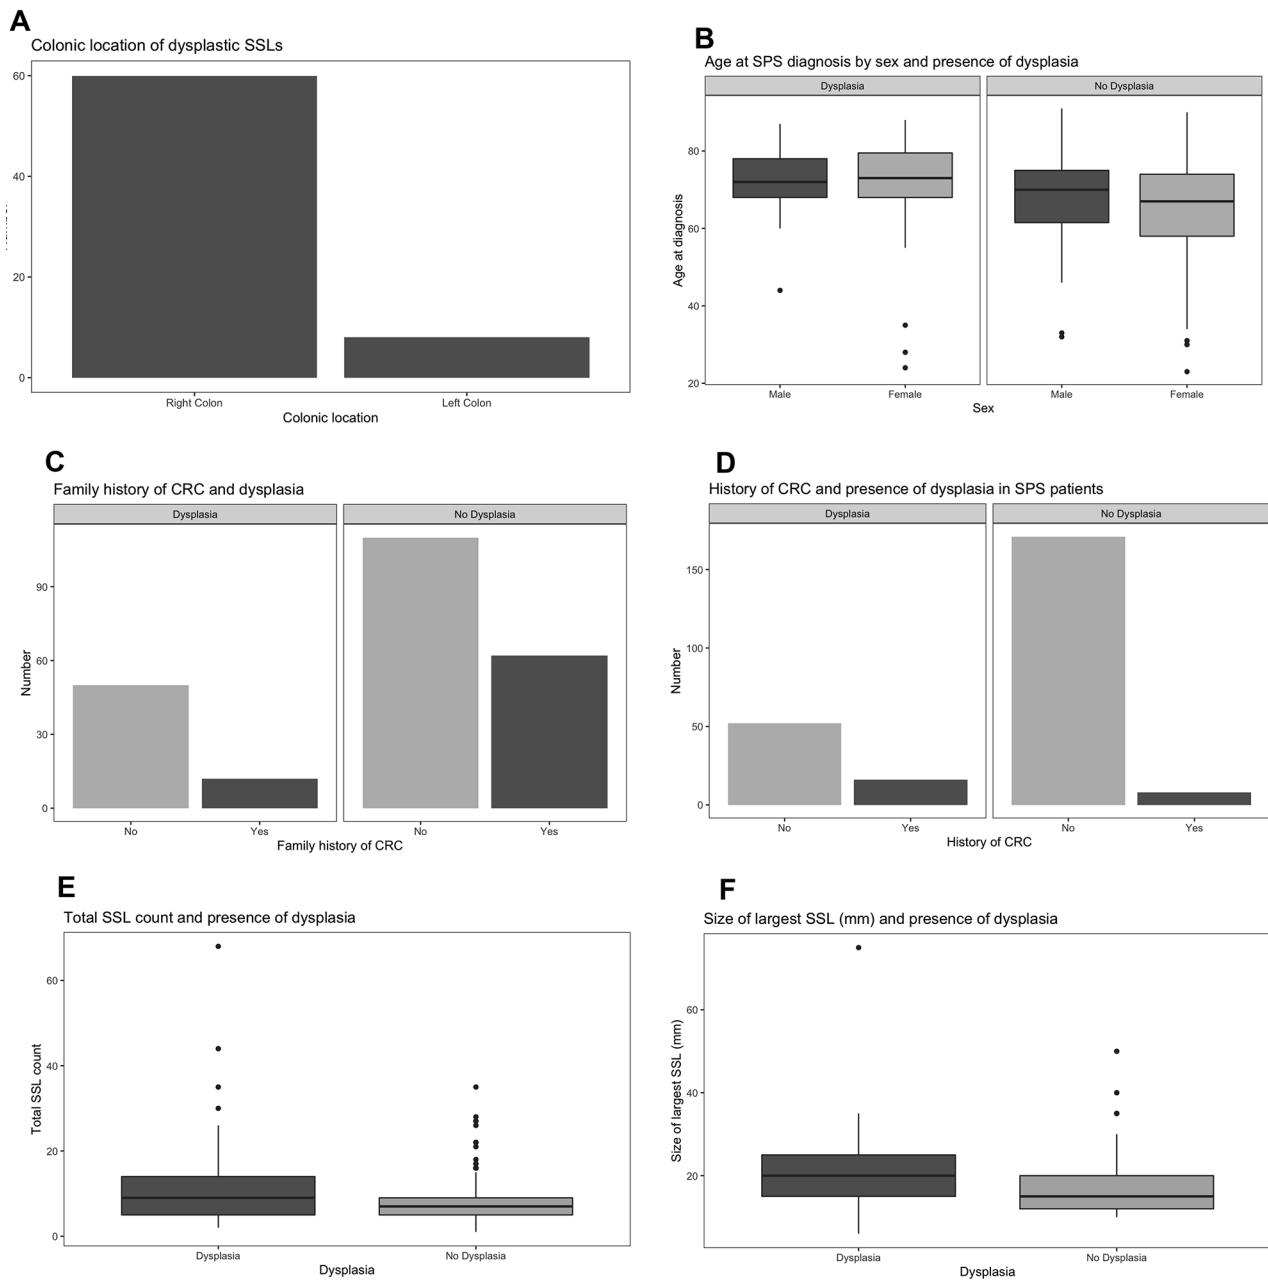 A
Colonic location of dysplastic SSLs
60
40
20
0
Right Colon
Left Colon
Colonic location
B
Age at SPS diagnosis by sex and presence of dysplasia
Dysplasia
No Dysplasia
Age at diagnosis
80
60
40
20
Male
Female
Male
Female
Sex
C
Family history of CRC and dysplasia
Dysplasia
No Dysplasia
Number
90
60
30
0
No
Yes
No
Yes
Family history of CRC
D
History of CRC and presence of dysplasia in SPS patients
Dysplasia
No Dysplasia
Number
150
100
50
0
No
Yes
No
Yes
History of CRC
E
Total SSL count and presence of dysplasia
Total SSL count
60
40
20
0
Dysplasia
No Dysplasia
Dysplasia
F
Size of largest SSL (mm) and presence of dysplasia
Size of largest SSL (mm)
60
40
20
Dysplasia
No Dysplasia
Dysplasia